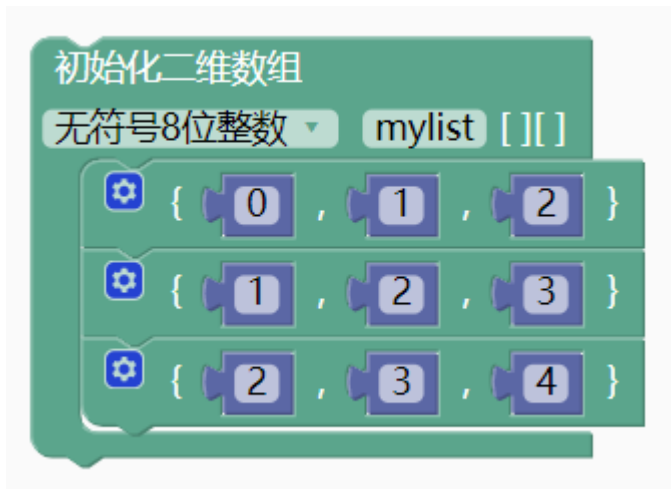 初始化二维数组
无符号8位整数 mylist [ ][ ]
{ 0 , 1 , 2 }
{ 1 , 2 , 3 }
{ 2 , 3 , 4 }